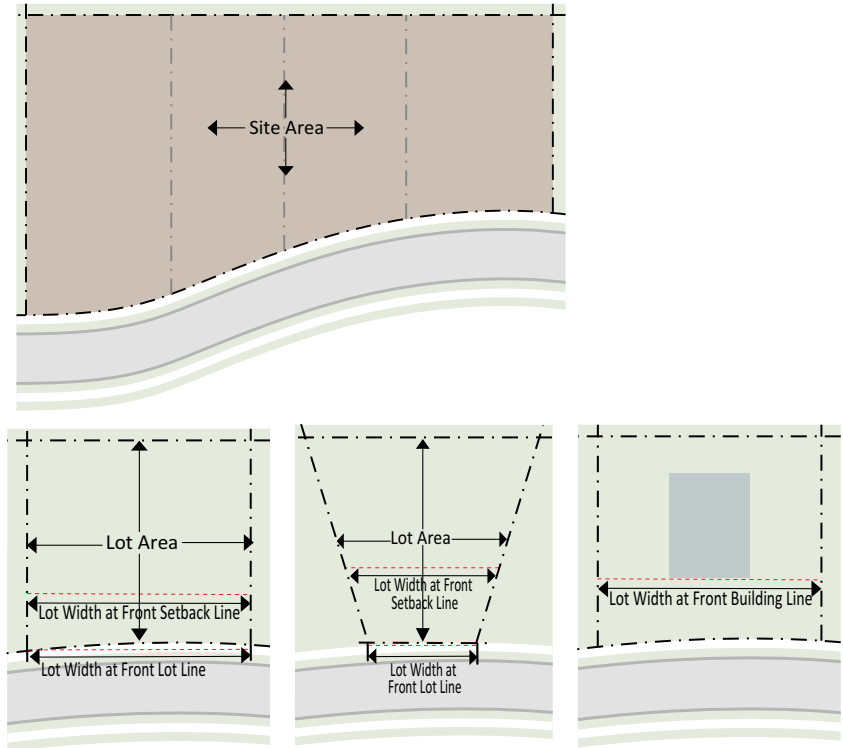 Site Area
Lot Area
Lot Width at Front Setback Line
Lot Width at Front Lot Line
Lot Area
Lot Width at Front
Setback Line
Lot Width at
Front Lot Line
Lot Width at Front Building Line